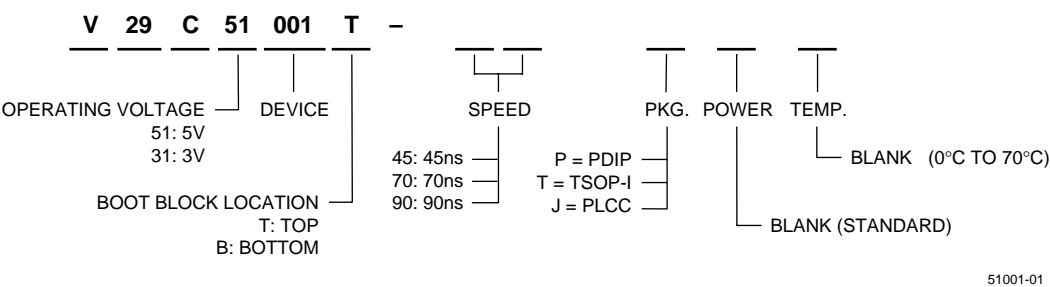 V 29 C 51 001 T –
OPERATING VOLTAGE
51: 5V
31: 3V
DEVICE
BOOT BLOCK LOCATION
T: TOP
B: BOTTOM
SPEED
45: 45ns
70: 70ns
90: 90ns
PKG.
P = PDIP
T = TSOP-I
J = PLCC
POWER
BLANK (STANDARD)
TEMP.
BLANK (0°C TO 70°C)
51001-01